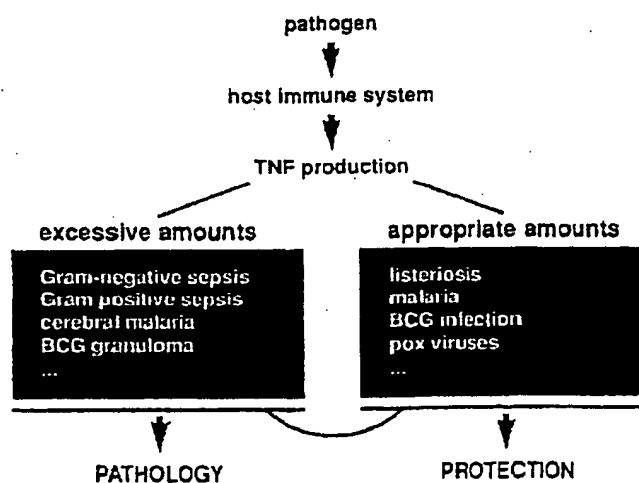 pathogen
host immune system
TNF production
excessive amounts
Gram-negative sepsis
Gram positive sepsis
cerebral malaria
BCG granuloma
...
PATHOLOGY
appropriate amounts
listeriosis
malaria
BCG infection
pox viruses
...
PROTECTION